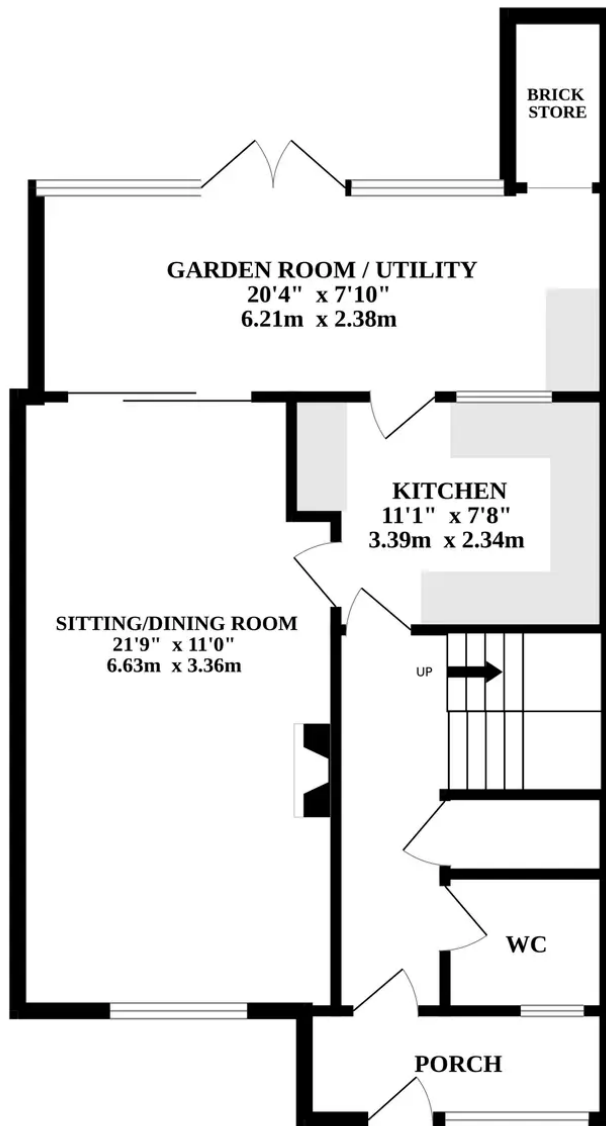 BRICK
STORE
GARDEN ROOM / UTILITY
20'4" x 7'10"
6.21m x 2.38m
KITCHEN
11'1" x 7'8"
3.39m x 2.34m
SITTING/DINING ROOM
21'9" x 11'0"
6.63m x 3.36m
UP
WC
PORCH